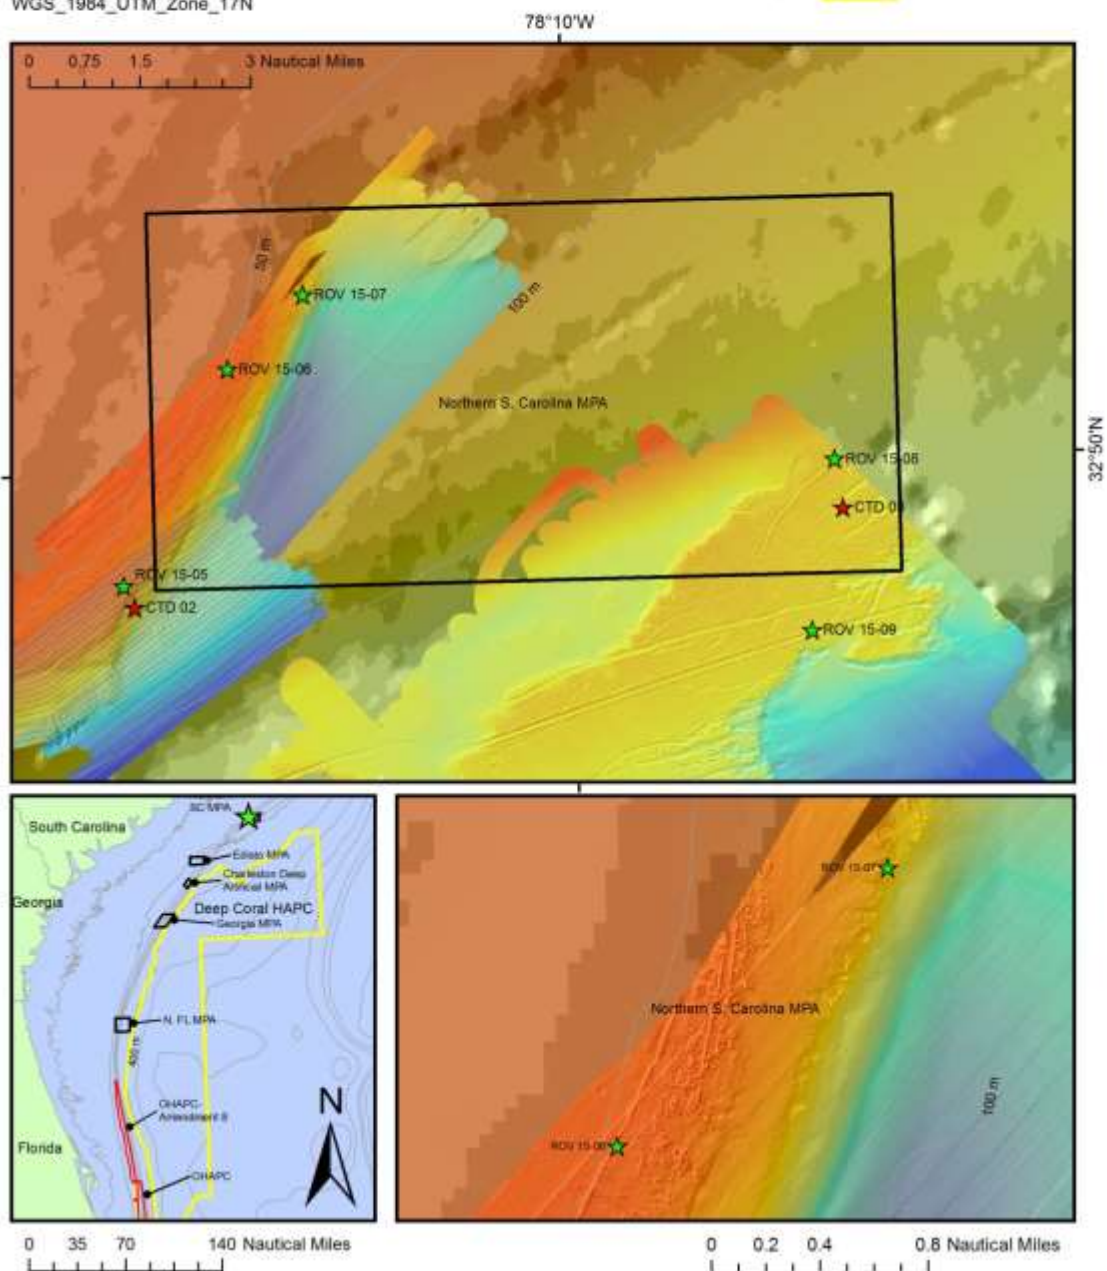 WGS_1984_UTM_Zone_17N
78°10'W
0 0.75 1.5 3 Nautical Miles
50 m
ROV 15-07
100 m
ROV 15-06
Northern S. Carolina MPA
32°50'N
ROV 15-08
CTD
ROV 15-05
CTD 02
ROV 15-09
SC MPA
South Carolina
Edisto MPA
Charleston Deep
Artificial MPA
Georgia
Deep Coral HAPC
Georgia MPA
N. FL MPA
400 m
OHAPC-
Amendment 8
Florida
OHAPC
N
0 35 70 140 Nautical Miles
ROV 15-07
Northern S. Carolina MPA
100 m
ROV 15-06
0 0.2 0.4 0.8 Nautical Miles